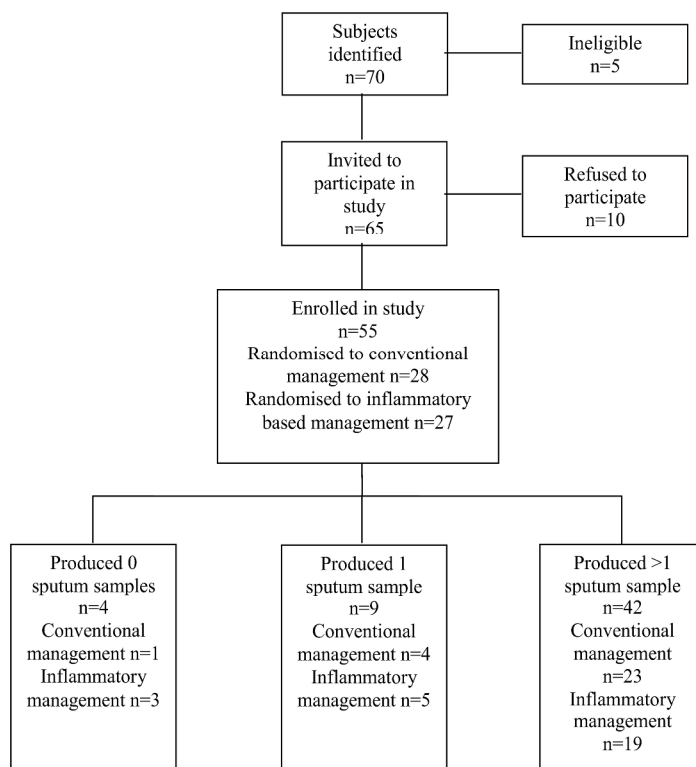 Subjects
identified
n=70
Ineligible
n=5
Invited to
participate in
study
n=65
Refused to
participate
n=10
Enrolled in study
n=55
Randomised to conventional
management n=28
Randomised to inflammatory
based management n=27
Produced 0
sputum samples
n=4
Conventional
management n=1
Inflammatory
management n=3
Produced 1
sputum sample
n=9
Conventional
management n=4
Inflammatory
management n=5
Produced >1
sputum sample
n=42
Conventional
management
n=23
Inflammatory
management
n=19